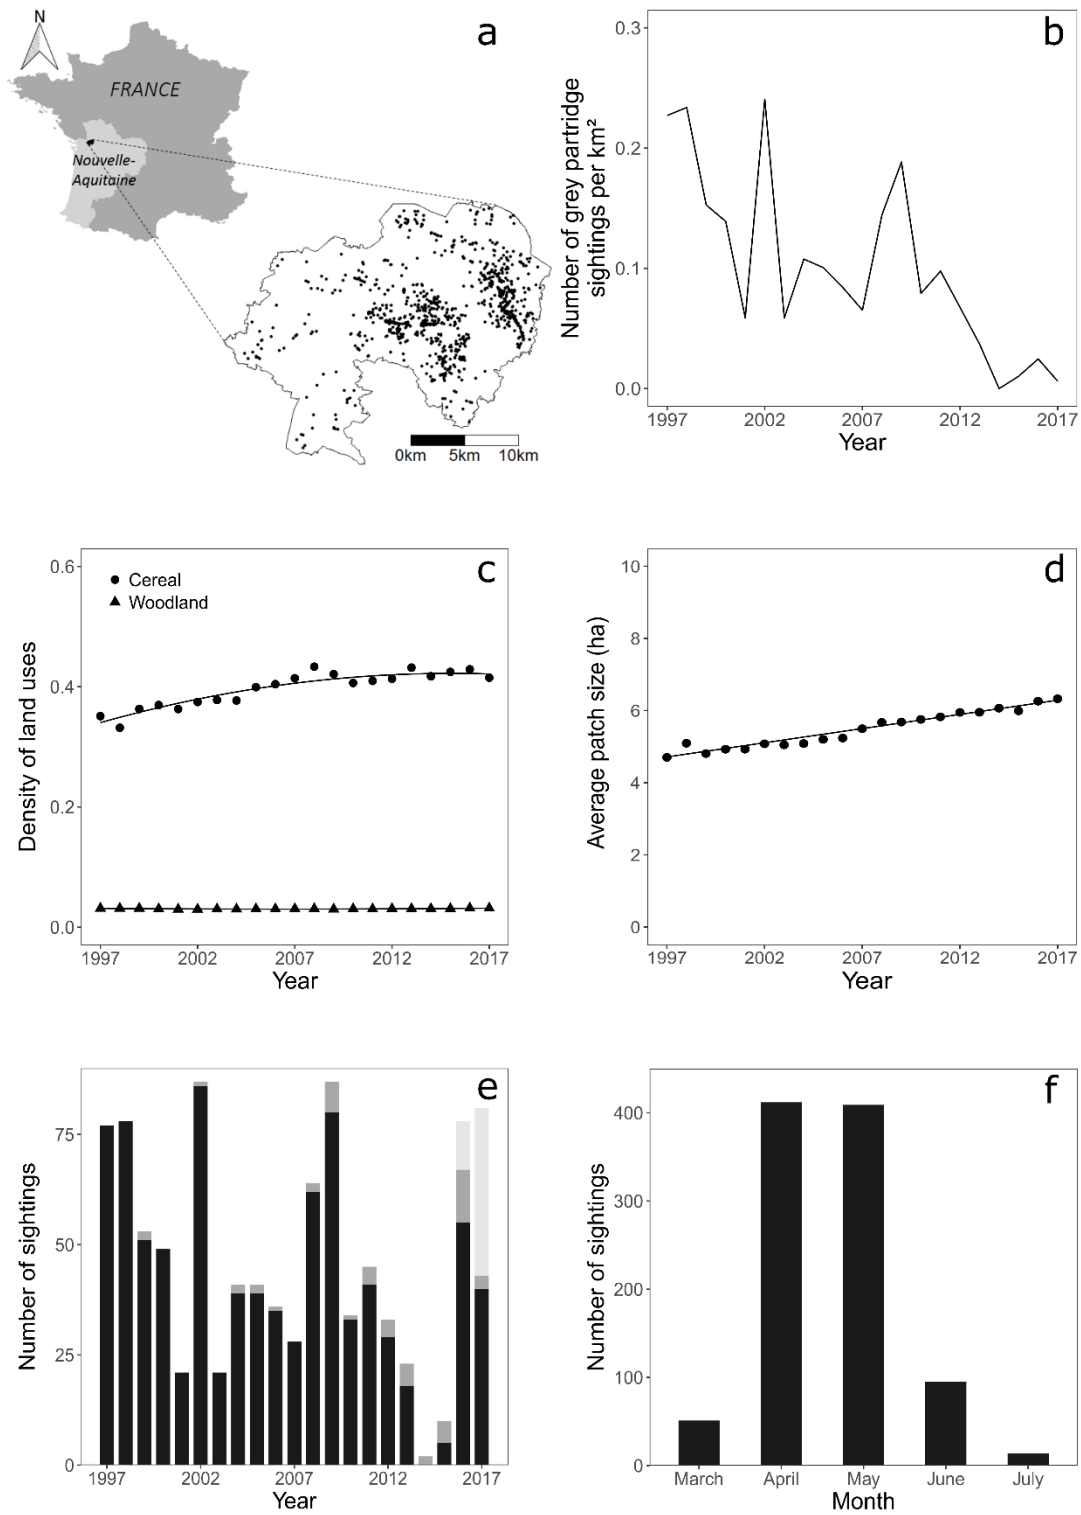 N
a
FRANCE
Nouvelle-
Aquitaine
0km 5km 10km
b
Number of grey partridge
sightings per km²
0.3
0.2
0.1
0.0
1997 2002 2007 2012 2017
Year
c
Cereal
Woodland
Density of land uses
0.6
0.4
0.2
0.0
1997 2002 2007 2012 2017
Year
d
Average patch size (ha)
10
8
6
4
2
0
1997 2002 2007 2012 2017
Year
e
Number of sightings
75
50
25
0
1997 2002 2007 2012 2017
Year
f
Number of sightings
400
300
200
100
0
March April May June July
Month